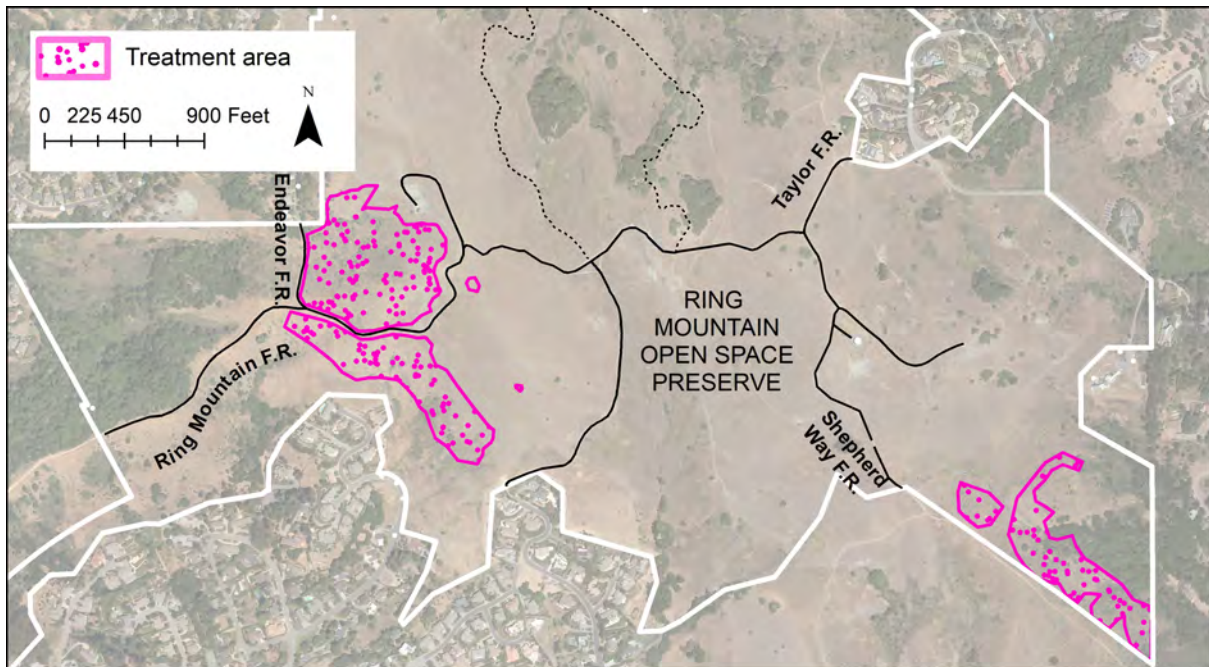 Treatment area
0 225 450 900 Feet
N
Endeavor F.R.
Taylor F.R.
Ring Mountain F.R.
RING
MOUNTAIN
OPEN SPACE
PRESERVE
Shepherd
Way F.R.